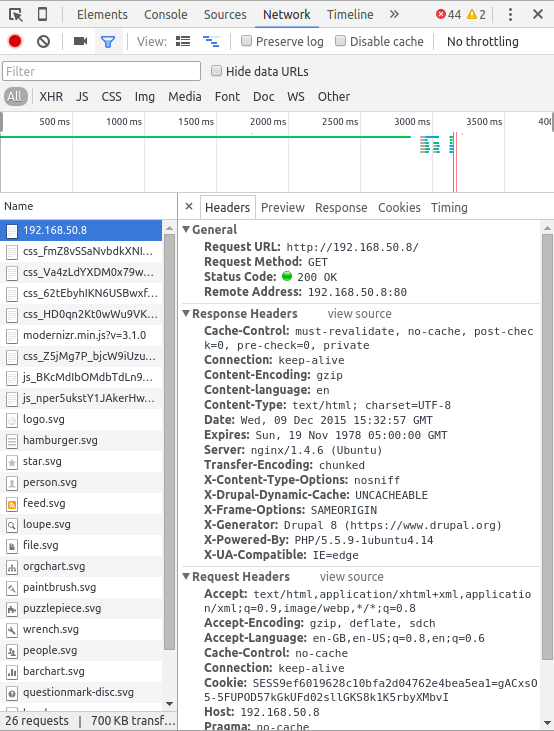 Elements Console Sources Network Timeline » 44 2
View: Preserve log Disable cache No throttling
Filter Hide data URLs
All XHR JS CSS Img Media Font Doc WS Other
500 ms 1000 ms 1500 ms 2000 ms 2500 ms 3000 ms 3500 ms 40
Name
192.168.50.8
css_fmZ8vSSaNvbdkXNI…
css_Va4zLdYXDM0x79w…
css_62tEbyhIKN6USBwxf…
css_HD0qn2Kt0wWu9VK…
modernizr.min.js?v=3.1.0
css_Z5jMg7P_bjcW9iUzu…
js_BKcMdIbOMdbTdLn9…
js_nper5ukstY1JAkerHw…
logo.svg
hamburger.svg
star.svg
person.svg
feed.svg
loupe.svg
file.svg
orgchart.svg
paintbrush.svg
puzzlepiece.svg
wrench.svg
people.svg
barchart.svg
questionmark-disc.svg
26 requests | 700 KB transf…
× Headers Preview Response Cookies Timing
General
Request URL: http://192.168.50.8/
Request Method: GET
Status Code: 200 OK
Remote Address: 192.168.50.8:80
Response Headers view source
Cache-Control: must-revalidate, no-cache, post-chec
k=0, pre-check=0, private
Connection: keep-alive
Content-Encoding: gzip
Content-language: en
Content-Type: text/html; charset=UTF-8
Date: Wed, 09 Dec 2015 15:32:57 GMT
Expires: Sun, 19 Nov 1978 05:00:00 GMT
Server: nginx/1.4.6 (Ubuntu)
Transfer-Encoding: chunked
X-Content-Type-Options: nosniff
X-Drupal-Dynamic-Cache: UNCACHEABLE
X-Frame-Options: SAMEORIGIN
X-Generator: Drupal 8 (https://www.drupal.org)
X-Powered-By: PHP/5.5.9-1ubuntu4.14
X-UA-Compatible: IE=edge
Request Headers view source
Accept: text/html,application/xhtml+xml,applicatio
n/xml;q=0.9,image/webp,*/*;q=0.8
Accept-Encoding: gzip, deflate, sdch
Accept-Language: en-GB,en-US;q=0.8,en;q=0.6
Cache-Control: no-cache
Connection: keep-alive
Cookie: SESS9ef6019628c10bfa2d04762e4bea5ea1=gACxsO
5-5FUPOD57kGkUFd02sllGKS8k1K5rbyXMbvI
Host: 192.168.50.8
Pragma: no-cache